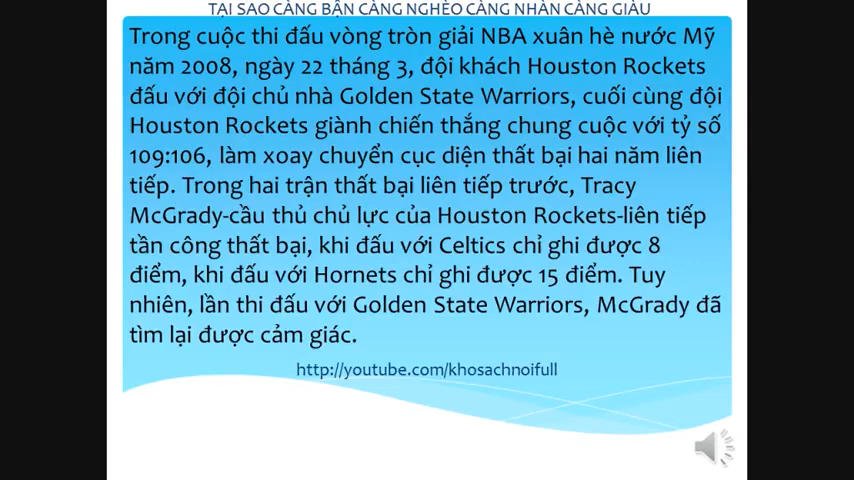 TẠI SAO CÀNG BẬN CÀNG NGHÈO CÀNG NHÀN CÀNG GIÀU
Trong cuộc thi đấu vòng tròn giải NBA xuân hè nước Mỹ
năm 2008, ngày 22 tháng 3, đội khách Houston Rockets
đấu với đội chủ nhà Golden State Warriors, cuối cùng đội
Houston Rockets giành chiến thắng chung cuộc với tỷ số
109:106, làm xoay chuyển cục diện thất bại hai năm liên
tiếp. Trong hai trận thất bại liên tiếp trước, Tracy
McGrady-cầu thủ chủ lực của Houston Rockets-liên tiếp
tấn công thất bại, khi đấu với Celtics chỉ ghi được 8
điểm, khi đấu với Hornets chỉ ghi được 15 điểm. Tuy
nhiên, lần thi đấu với Golden State Warriors, McGrady đã
tìm lại được cảm giác.
http://youtube.com/khosachnoifull